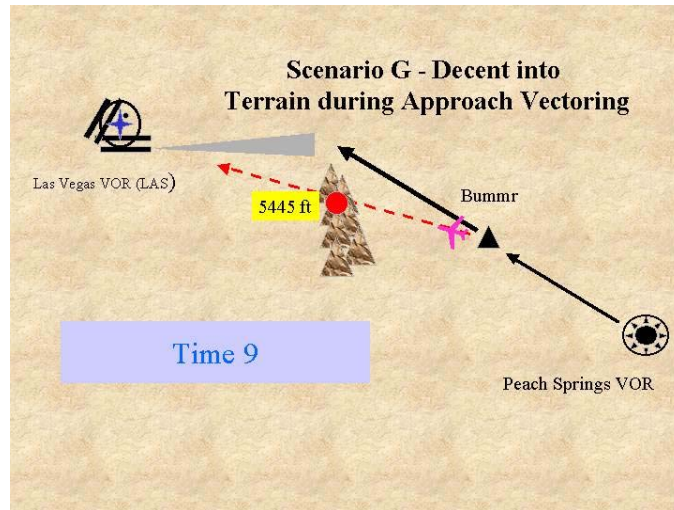 Scenario G - Decent into
Terrain during Approach Vectoring
Las Vegas VOR (LAS)
5445 ft
Bummr
Time 9
Peach Springs VOR